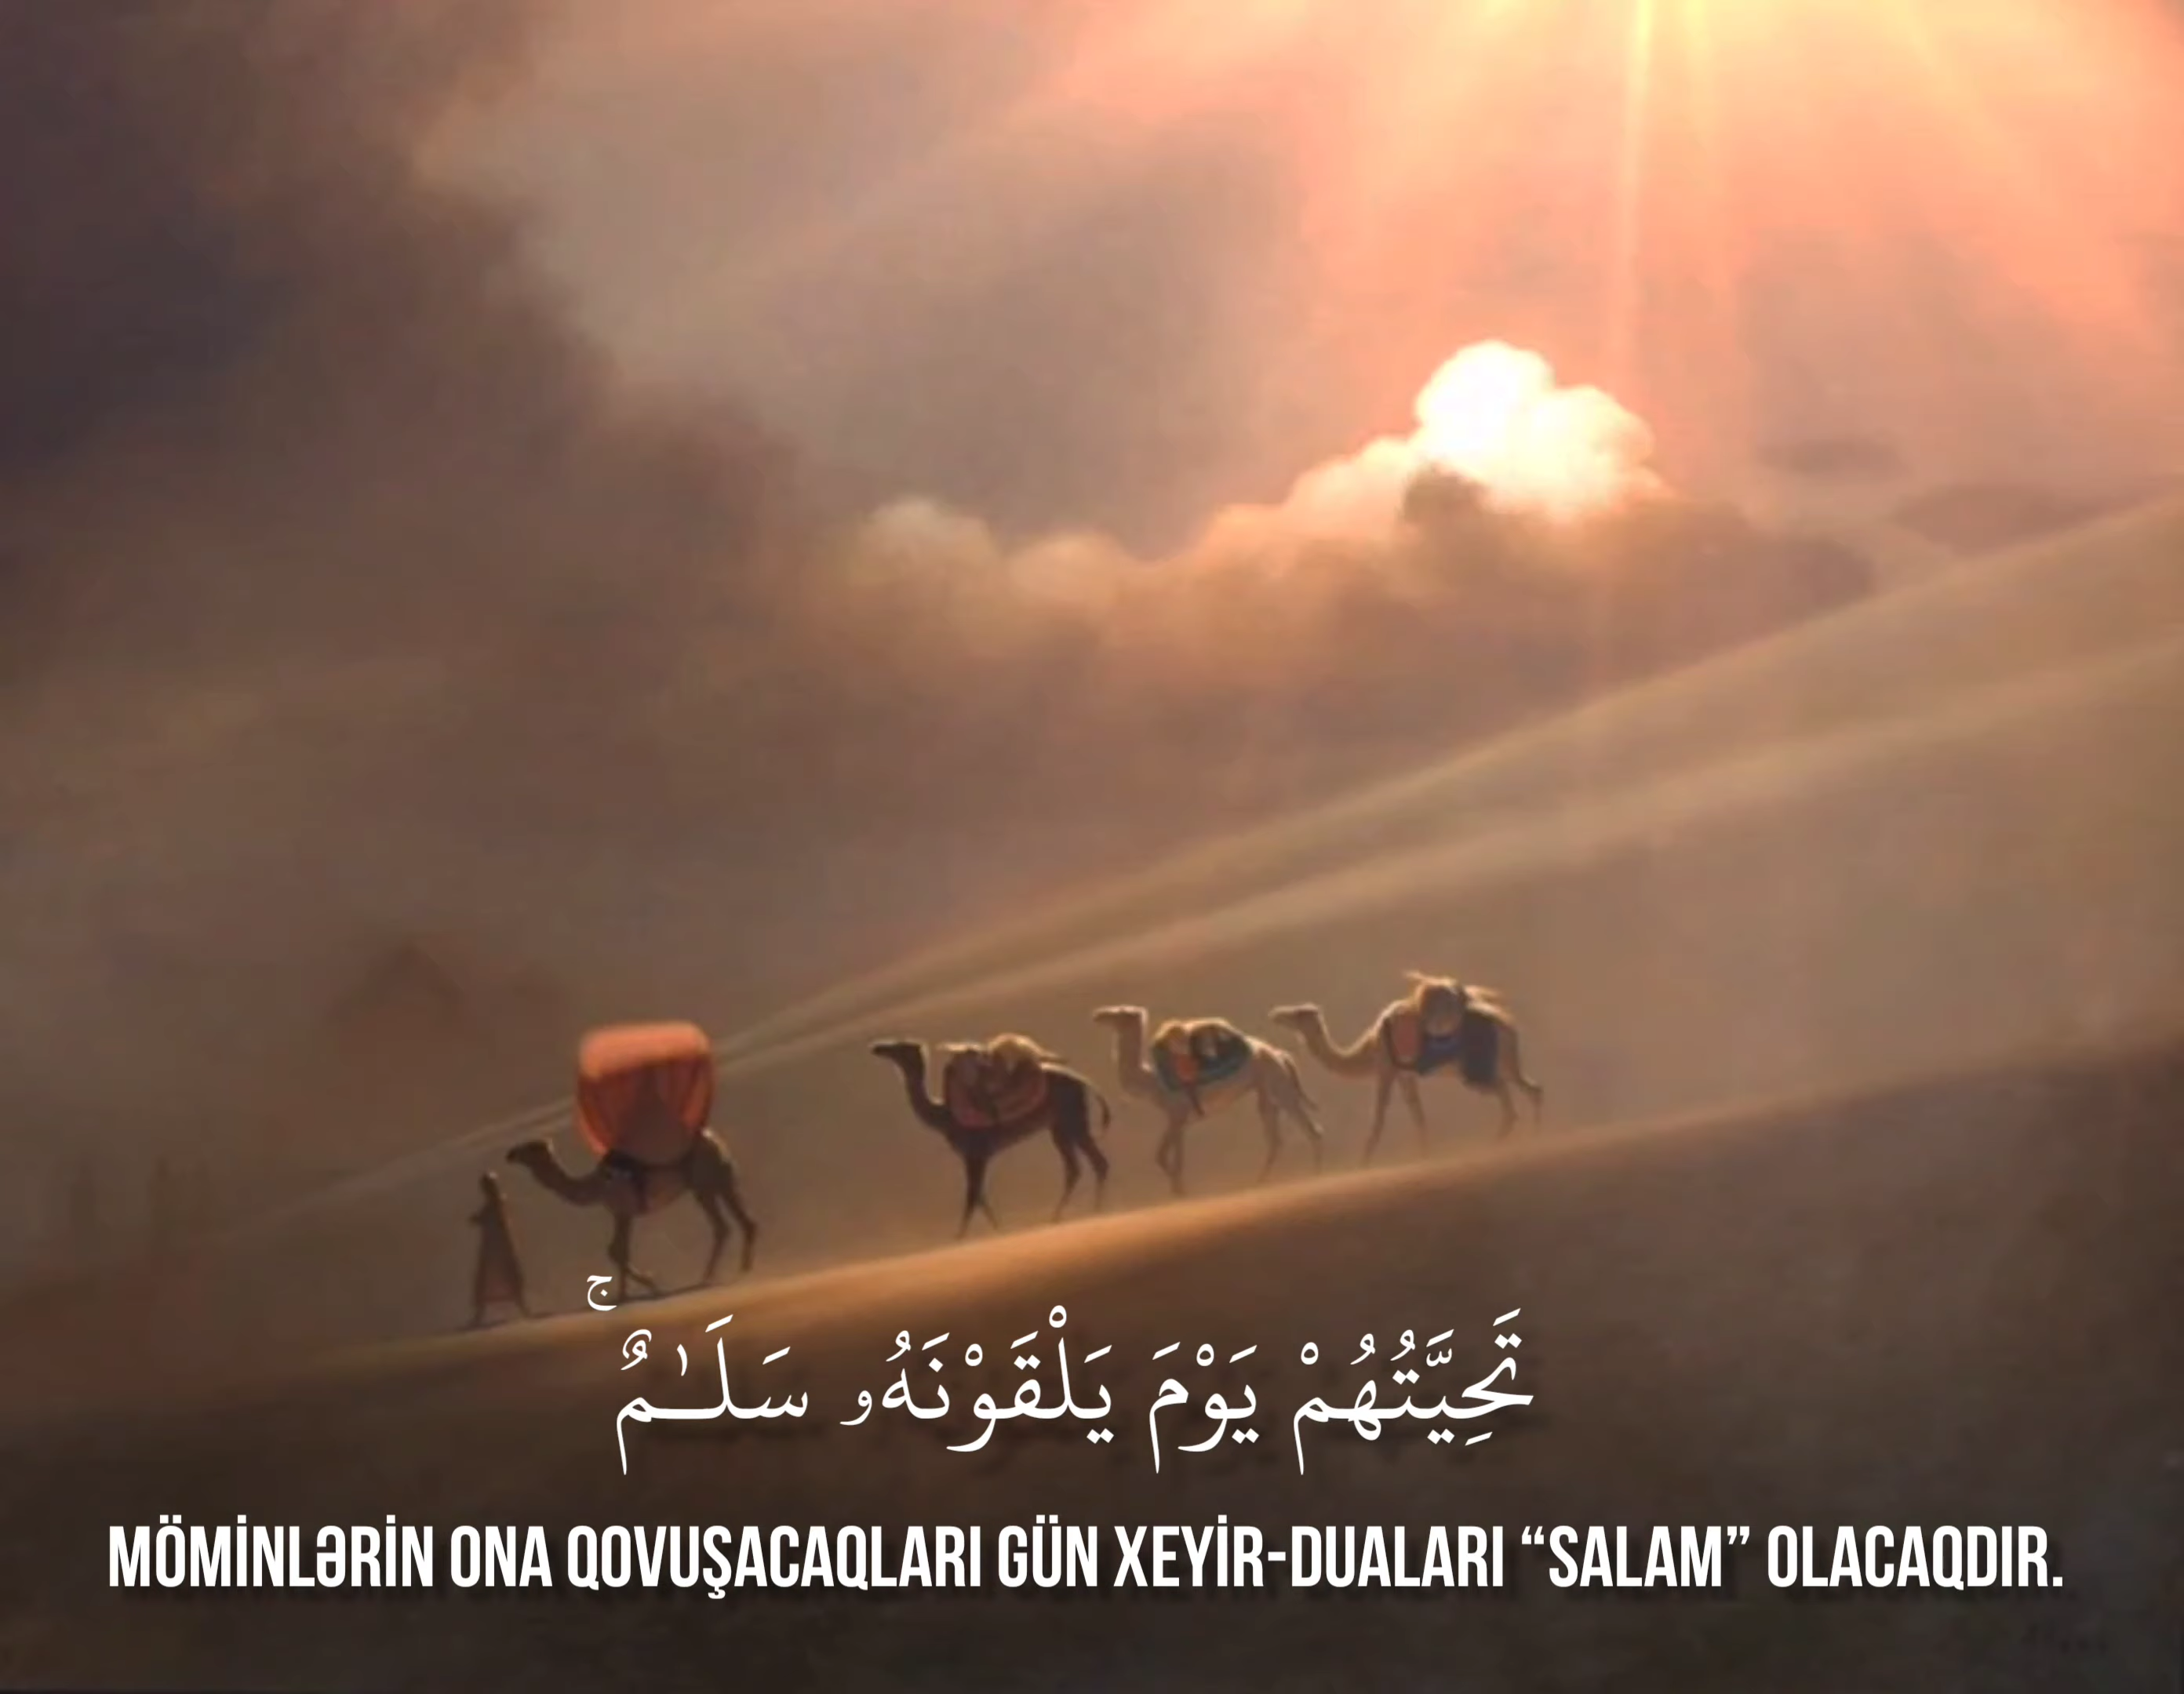 تَحِيَّتُهُمْ يَوْمَ يَلْقَوْنَهُۥ سَلَـٰمٌۭ ۚ
MÖMİNLƏRİN ONA QOVUŞACAQLARI GÜN XEYİR-DUALARI “SALAM” OLACAQDIR.